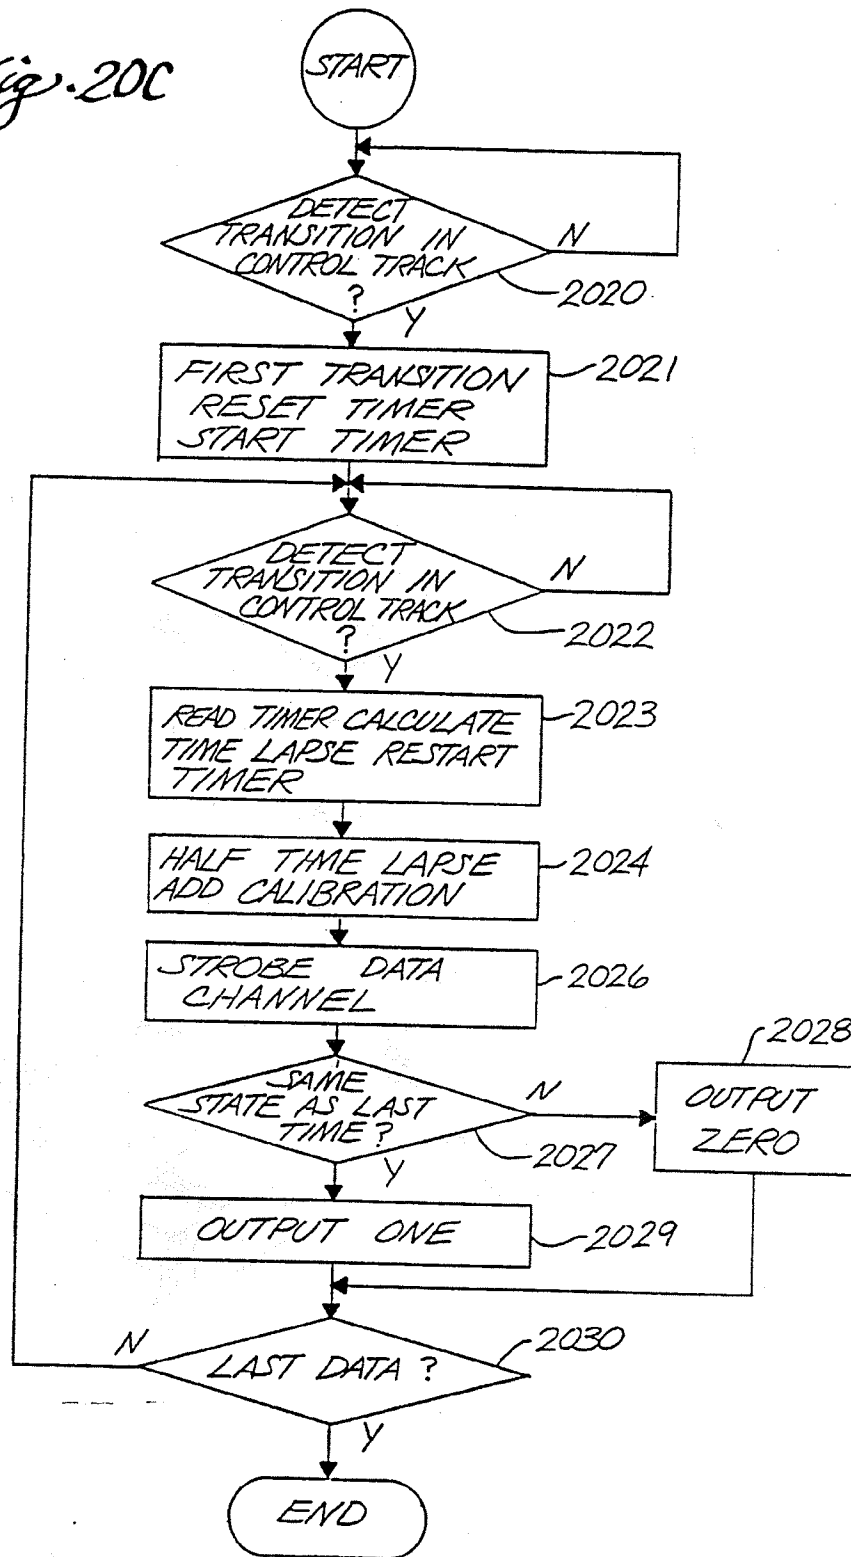 Fig. 20C
START
DETECT
TRANSITION IN
CONTROL TRACK
?
N
Y
2020
FIRST TRANSITION
RESET TIMER
START TIMER
2021
DETECT
TRANSITION IN
CONTROL TRACK
?
N
Y
2022
READ TIMER CALCULATE
TIME LAPSE RESTART
TIMER
2023
HALF TIME LAPSE
ADD CALIBRATION
2024
STROBE DATA
CHANNEL
2026
SAME
STATE AS LAST
TIME?
N
Y
2027
2028
OUTPUT
ZERO
OUTPUT ONE
2029
LAST DATA?
N
Y
2030
END